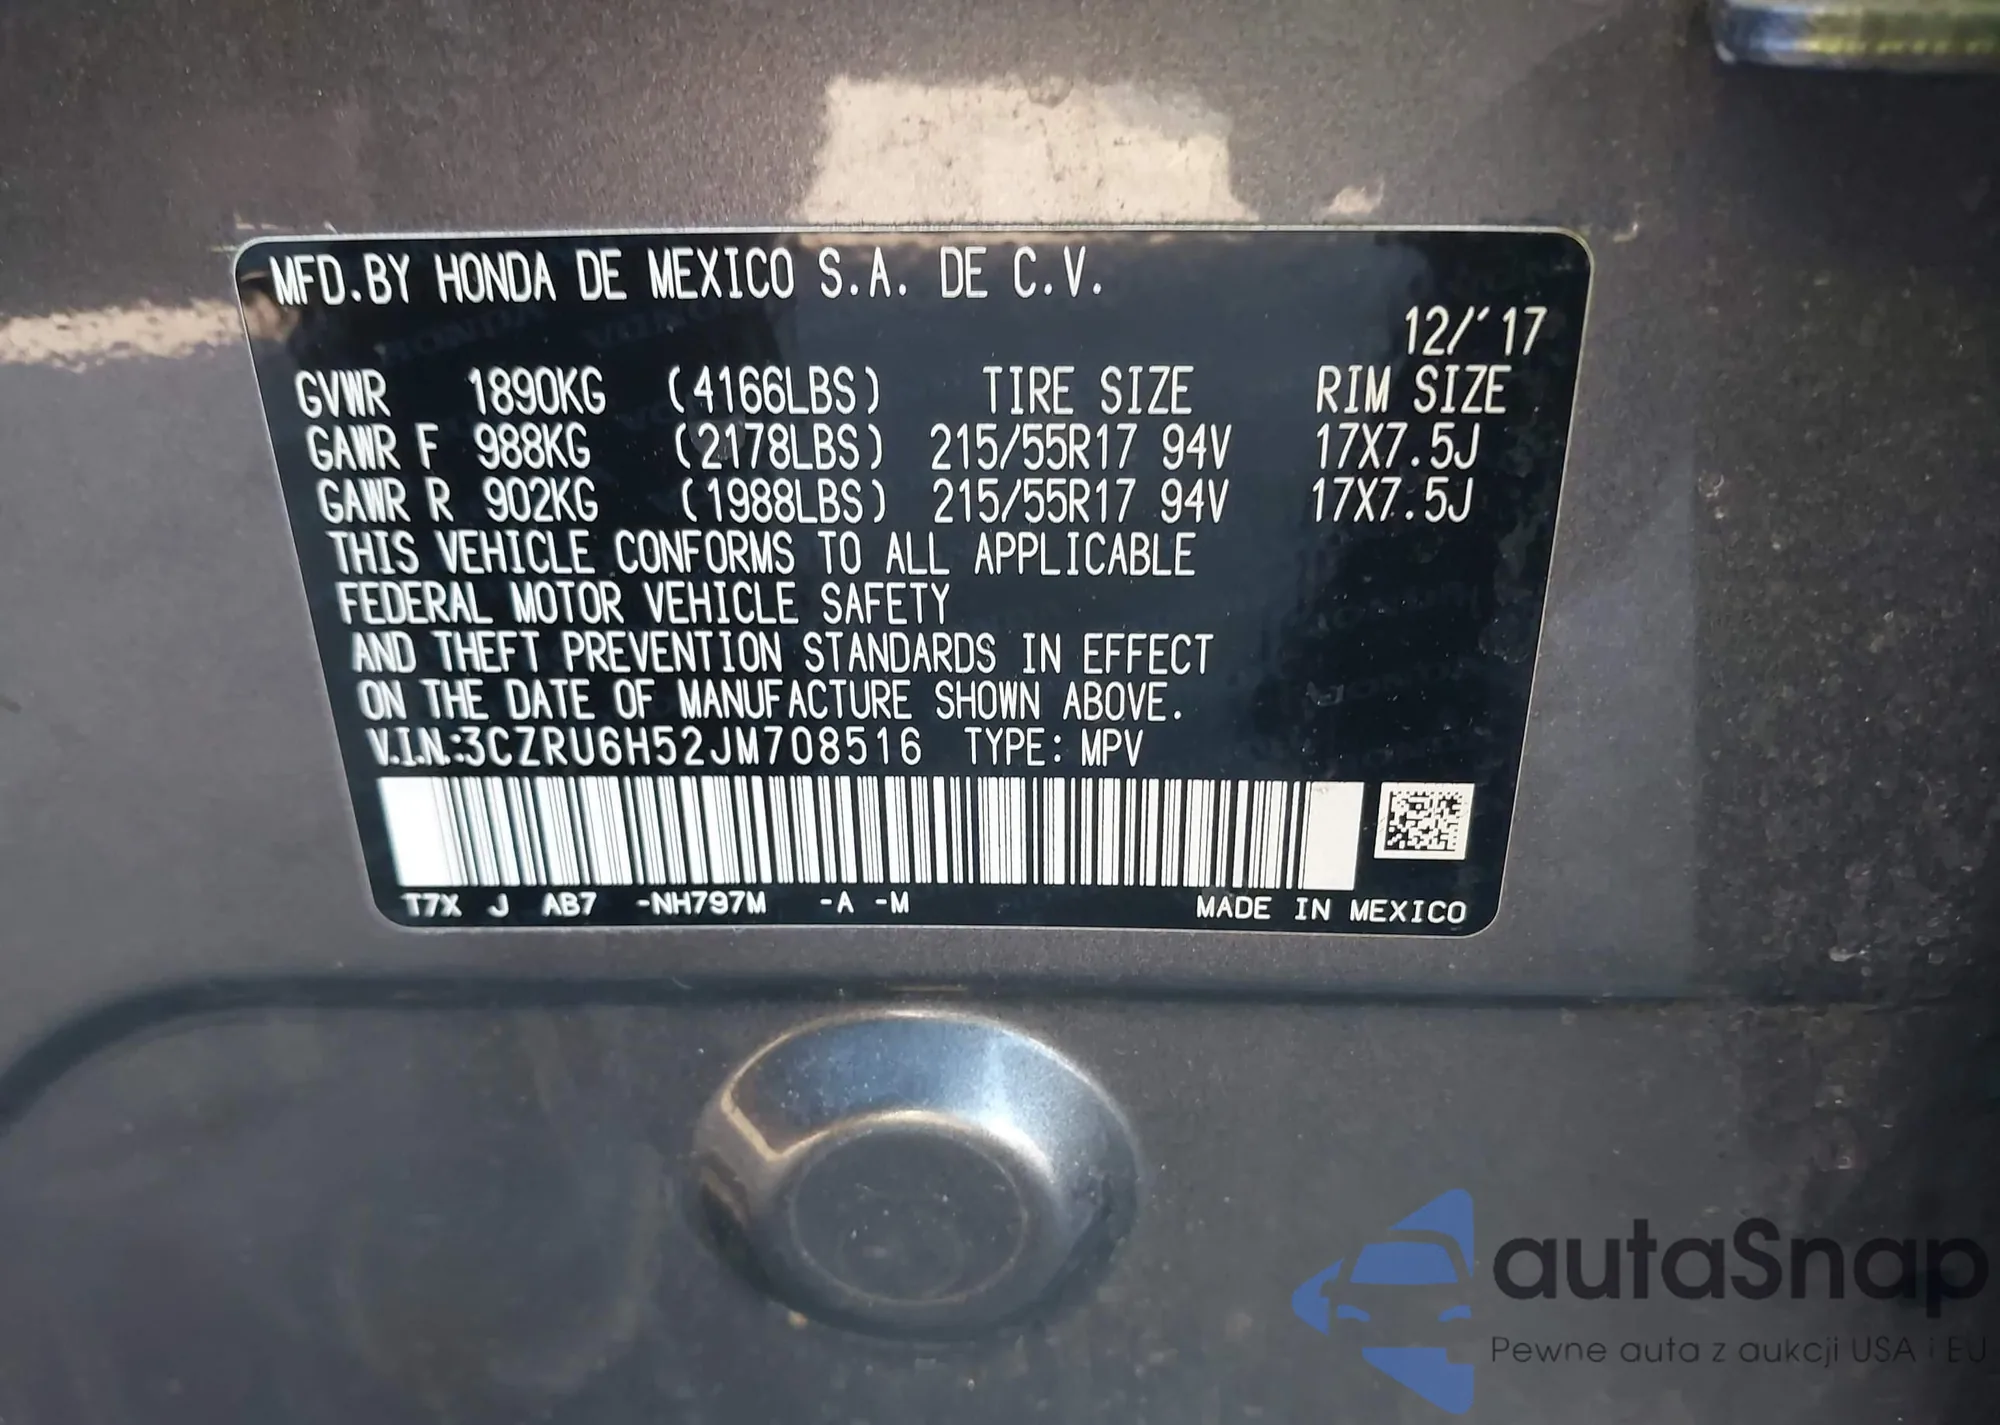 MFD.BY HONDA DE MEXICO S.A. DE C.V.
12/'17
GVWR 1890KG (4166LBS) TIRE SIZE RIM SIZE
GAWR F 988KG (2178LBS) 215/55R17 94V 17X7.5J
GAWR R 902KG (1988LBS) 215/55R17 94V 17X7.5J
THIS VEHICLE CONFORMS TO ALL APPLICABLE
FEDERAL MOTOR VEHICLE SAFETY
AND THEFT PREVENTION STANDARDS IN EFFECT
ON THE DATE OF MANUFACTURE SHOWN ABOVE.
V.I.N.:3CZRU6H52JM708516 TYPE: MPV
T7X J AB7 -NH797M -A -M MADE IN MEXICO
autaSnap
Pewne auta z aukcji USA i EU